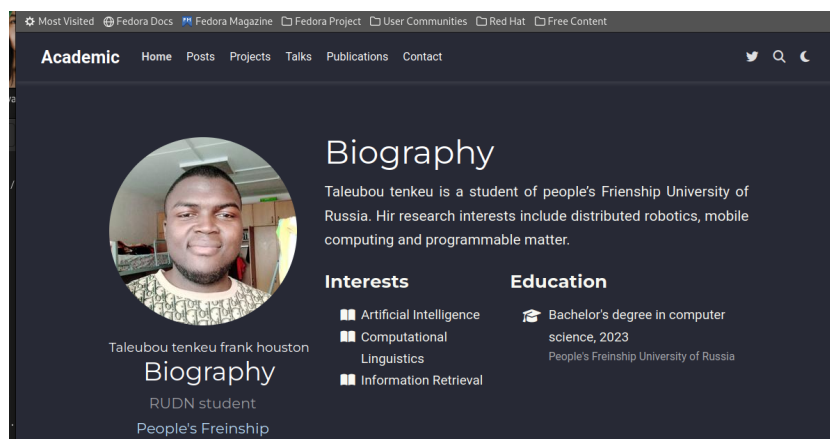 Most Visited Fedora Docs Fedora Magazine Fedora Project User Communities Red Hat Free Content
Academic Home Posts Projects Talks Publications Contact
Biography
Taleubou tenkeu is a student of people’s Frienship University of
Russia. Hir research interests include distributed robotics, mobile
computing and programmable matter.
Interests
Artificial Intelligence
Computational
Linguistics
Information Retrieval
Education
Bachelor's degree in computer
science, 2023
People's Freinship University of Russia
Taleubou tenkeu frank houston
Biography
RUDN student
People's Freinship